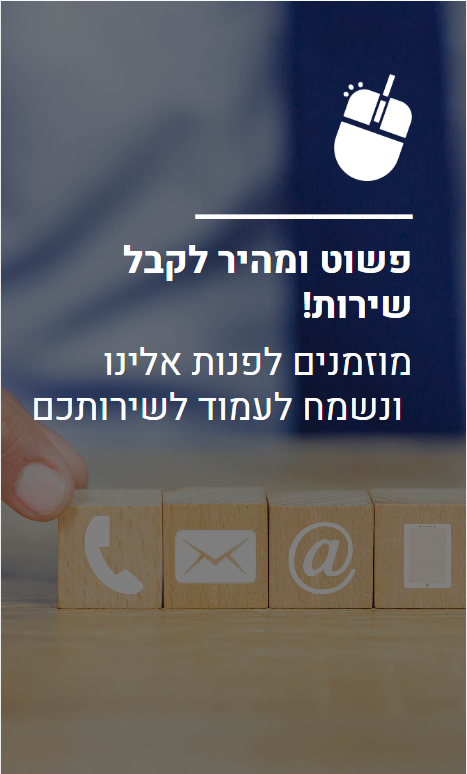 פשוט ומהיר לקבל
שירות!
מוזמנים לפנות אלינו
ונשמח לעמוד לשירותכם
@